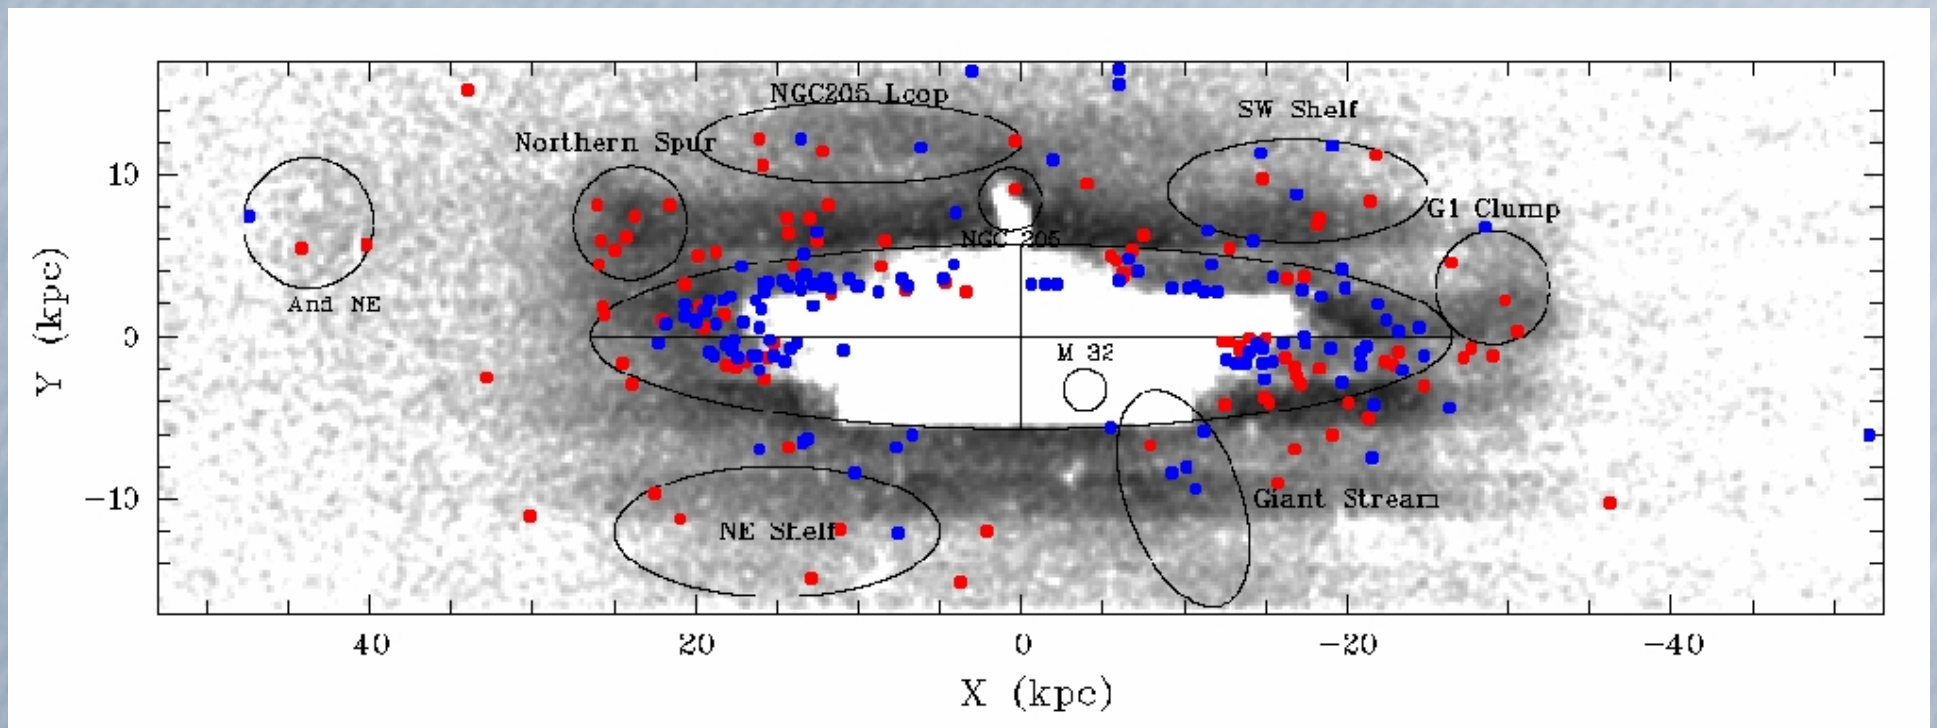 NGC205 Loop
SW Shelf
Northern Spur
10
G1 Clump
NGC 205
And NE
Y (kpc)
0
M 32
-10
Giant Stream
NE Shelf
40 20 0 -20 -40
X (kpc)